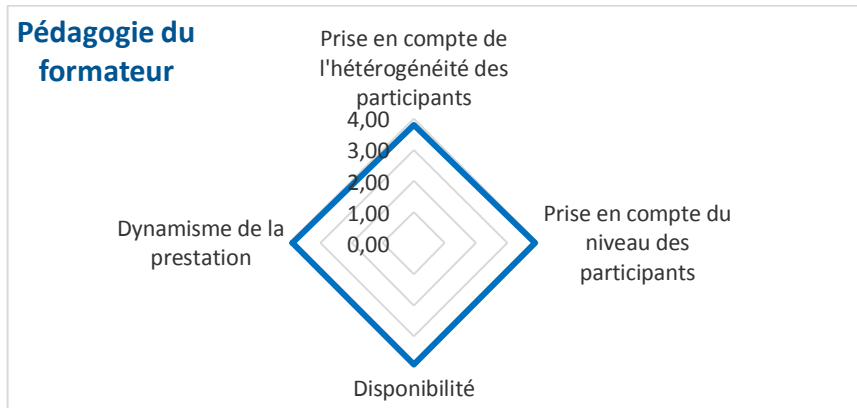 Pédagogie du
formateur
Prise en compte de
l'hétérogénéité des
participants
4,00
3,00
2,00
1,00
0,00
Dynamisme de la
prestation
Prise en compte du
niveau des
participants
Disponibilité